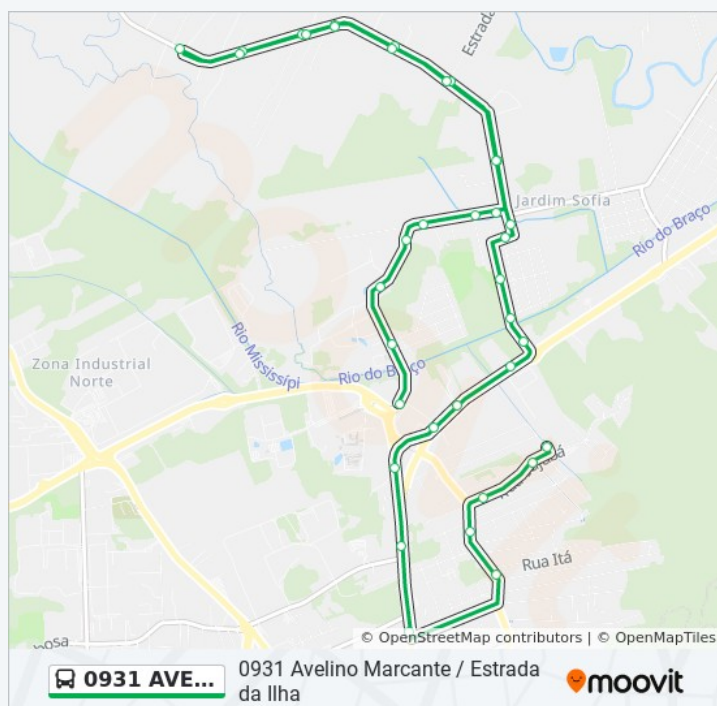 Estrada
Jardim Sofia
Rio do Braço
Rio Mississípi
Zona Industrial
Norte
Rio do Braço
Rua Itá
© OpenStreetMap contributors | © OpenMapTiles
0931 AVE...
0931 Avelino Marcante / Estrada
da Ilha
moovit